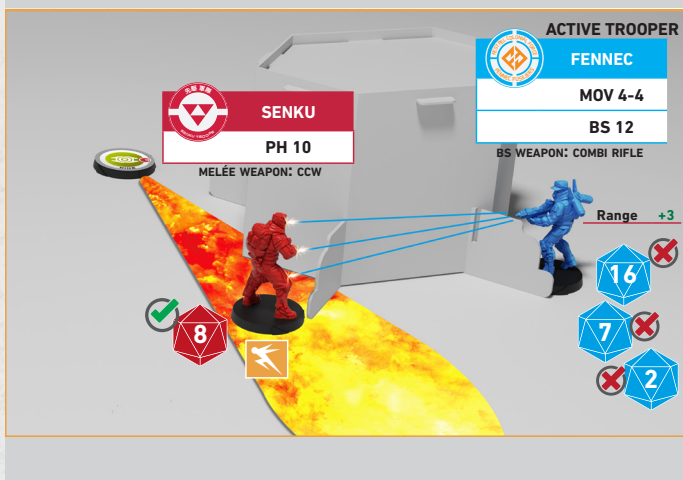 ACTIVE TROOPER
FENNEC
MOV 4-4
BS 12
BS WEAPON: COMBI RIFLE
SENKU
PH 10
MELÉE WEAPON: CCW
Range +3
16
7
2
8